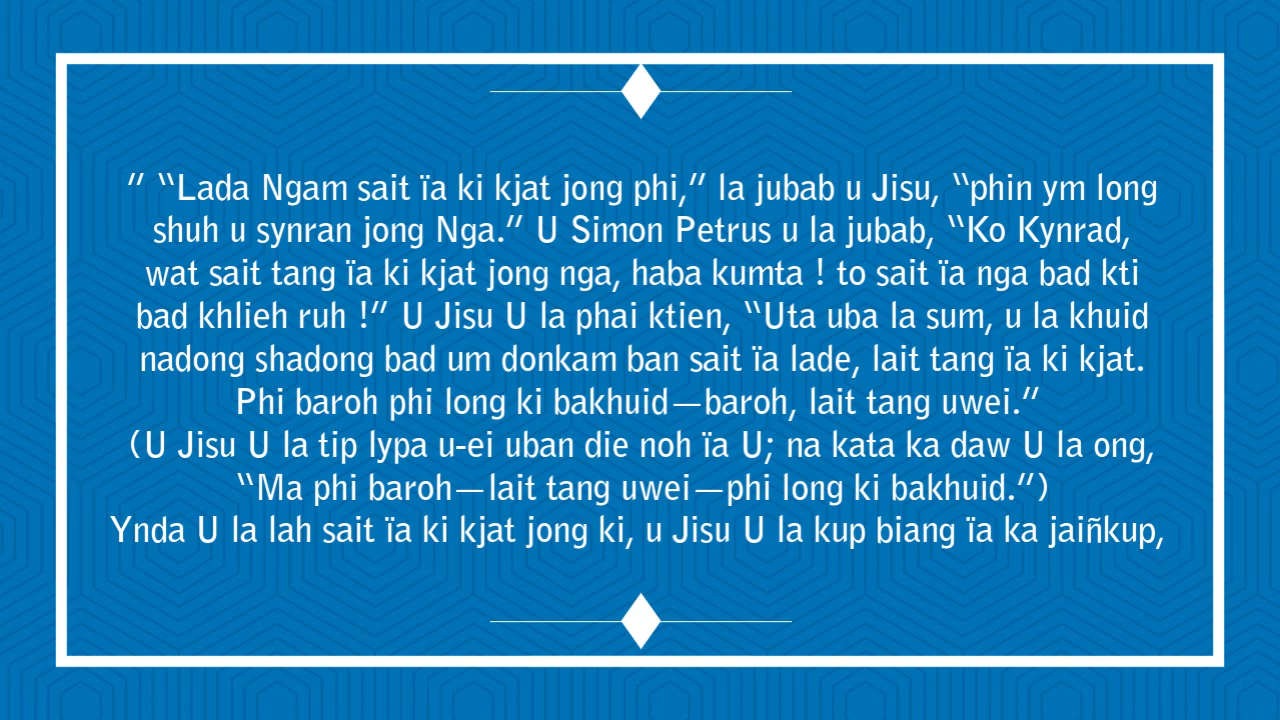 ” “Lada Ngam sait ïa ki kjat jong phi,” la jubab u Jisu, “phin ym long
shuh u synran jong Nga.” U Simon Petrus u la jubab, “Ko Kynrad,
wat sait tang ïa ki kjat jong nga, haba kumta ! to sait ïa nga bad kti
bad khlieh ruh !” U Jisu U la phai ktien, “Uta uba la sum, u la khuid
nadong shadong bad um donkam ban sait ïa lade, lait tang ïa ki kjat.
Phi baroh phi long ki bakhuid—baroh, lait tang uwei.”
(U Jisu U la tip lypa u-ei uban die noh ïa U; na kata ka daw U la ong,
“Ma phi baroh—lait tang uwei—phi long ki bakhuid.”)
Ynda U la lah sait ïa ki kjat jong ki, u Jisu U la kup biang ïa ka jaiñkup,